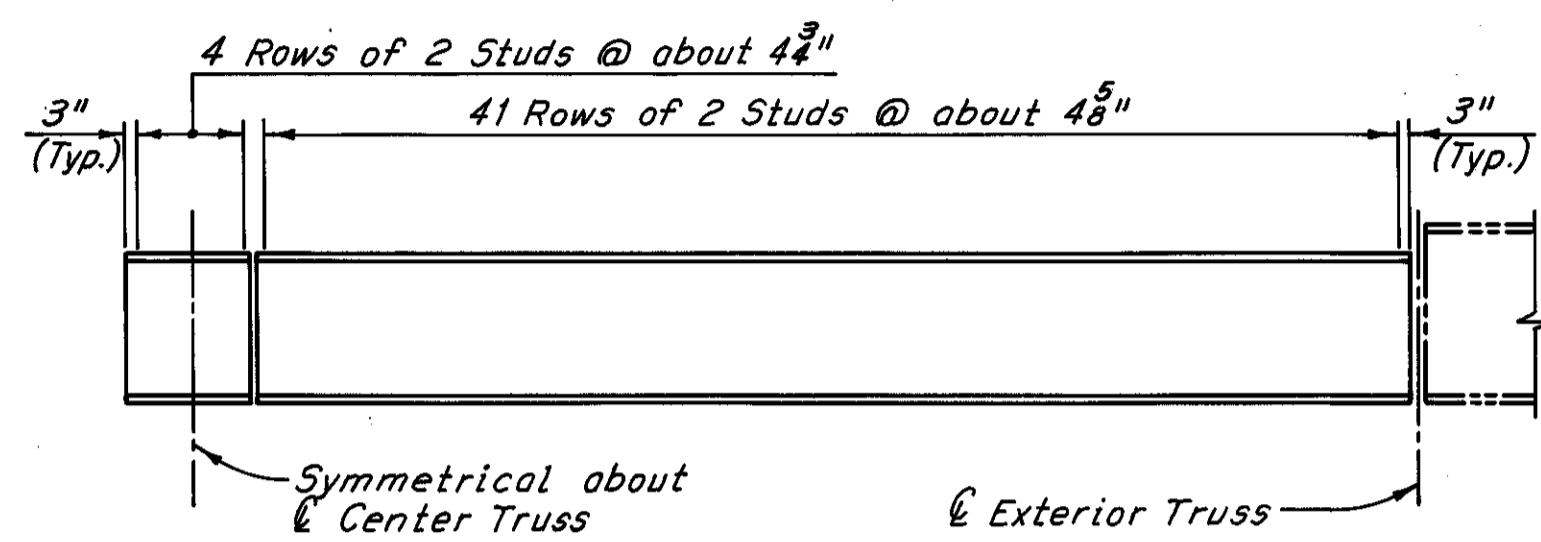 4 Rows of 2 Studs @ about 4 3/4"
3"
(Typ.)
41 Rows of 2 Studs @ about 4 5/8"
3"
(Typ.)
Symmetrical about
℄ Center Truss
℄ Exterior Truss